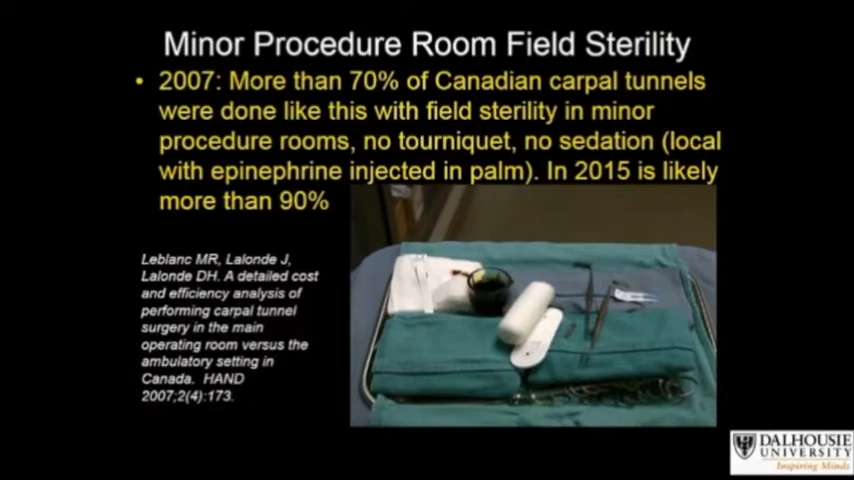 Minor Procedure Room Field Sterility
• 2007: More than 70% of Canadian carpal tunnels
were done like this with field sterility in minor
procedure rooms, no tourniquet, no sedation (local
with epinephrine injected in palm). In 2015 is likely
more than 90%
Leblanc MR, Lalonde J,
Lalonde DH. A detailed cost
and efficiency analysis of
performing carpal tunnel
surgery in the main
operating room versus the
ambulatory setting in
Canada. HAND
2007;2(4):173.
DALHOUSIE
UNIVERSITY
Inspiring Minds